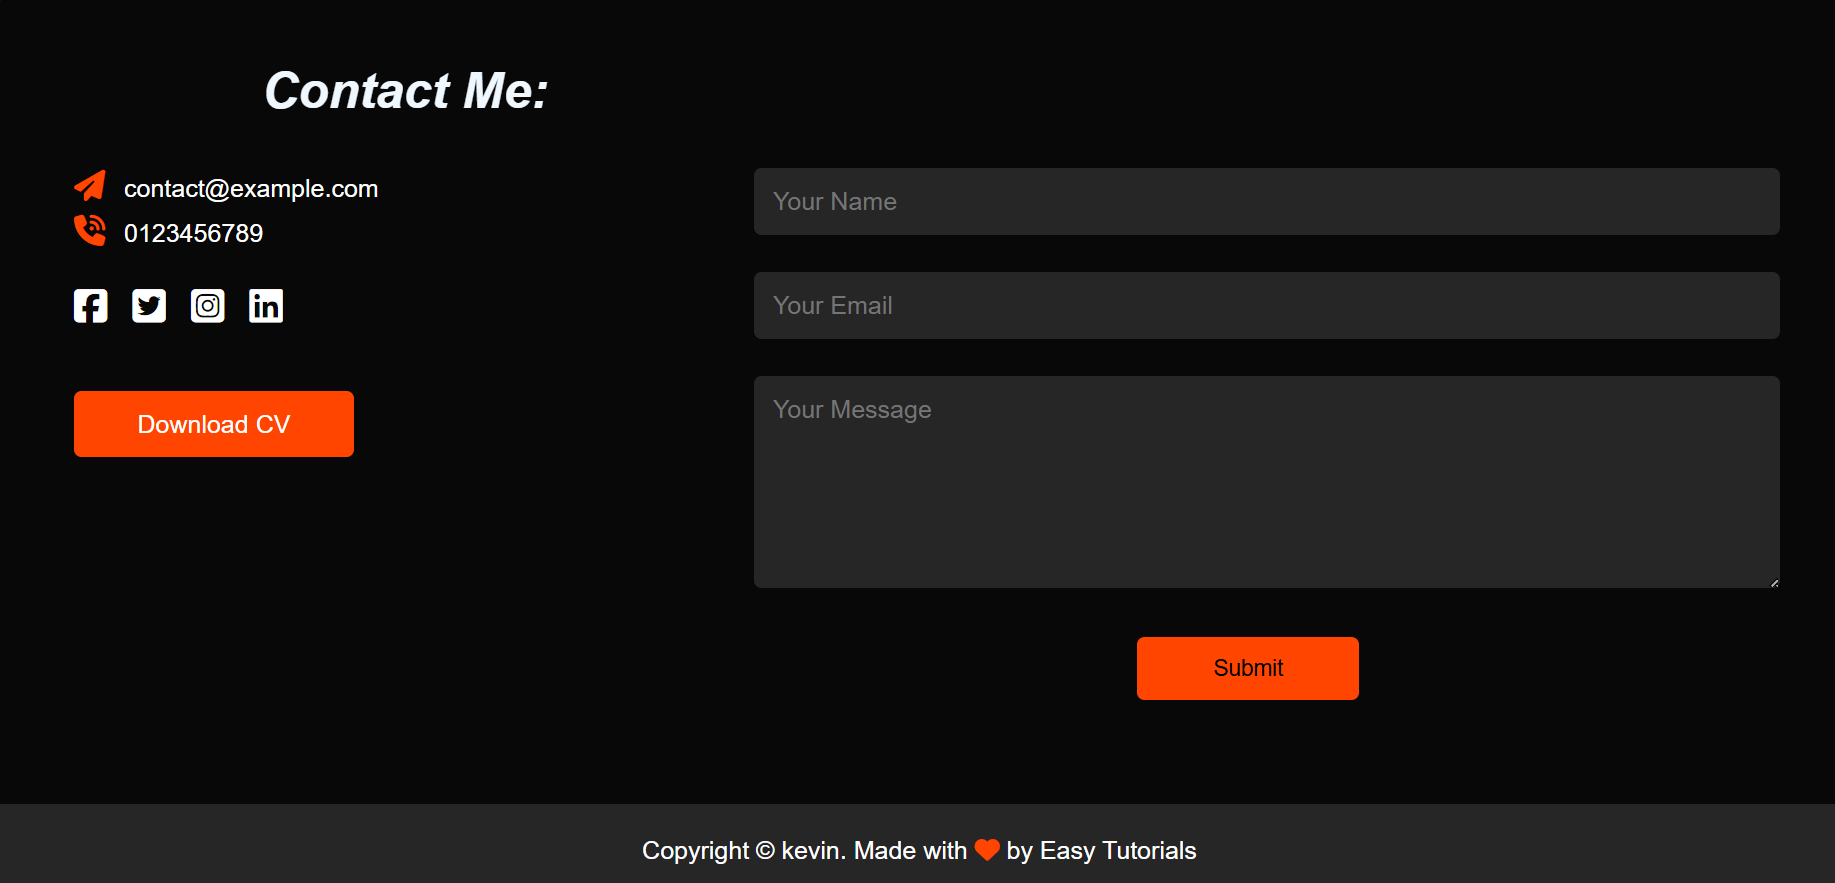 Contact Me:
contact@example.com
0123456789
Download CV
Your Name
Your Email
Your Message
Submit
Copyright © kevin. Made with by Easy Tutorials